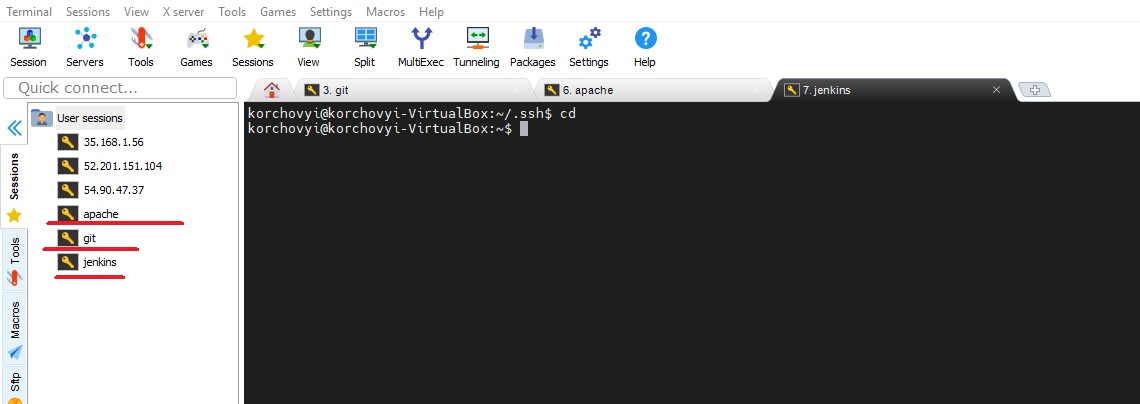 Terminal Sessions View X server Tools Games Settings Macros Help
Session Servers Tools Games Sessions View Split MultiExec Tunneling Packages Settings Help
Quick connect...
3. git
6. apache
7. jenkins
User sessions
35.168.1.56
52.201.151.104
54.90.47.37
apache
git
jenkins
Sessions
Tools
Macros
Sftp
korchovyi@korchovyi-VirtualBox:~/.ssh$ cd
korchovyi@korchovyi-VirtualBox:~$